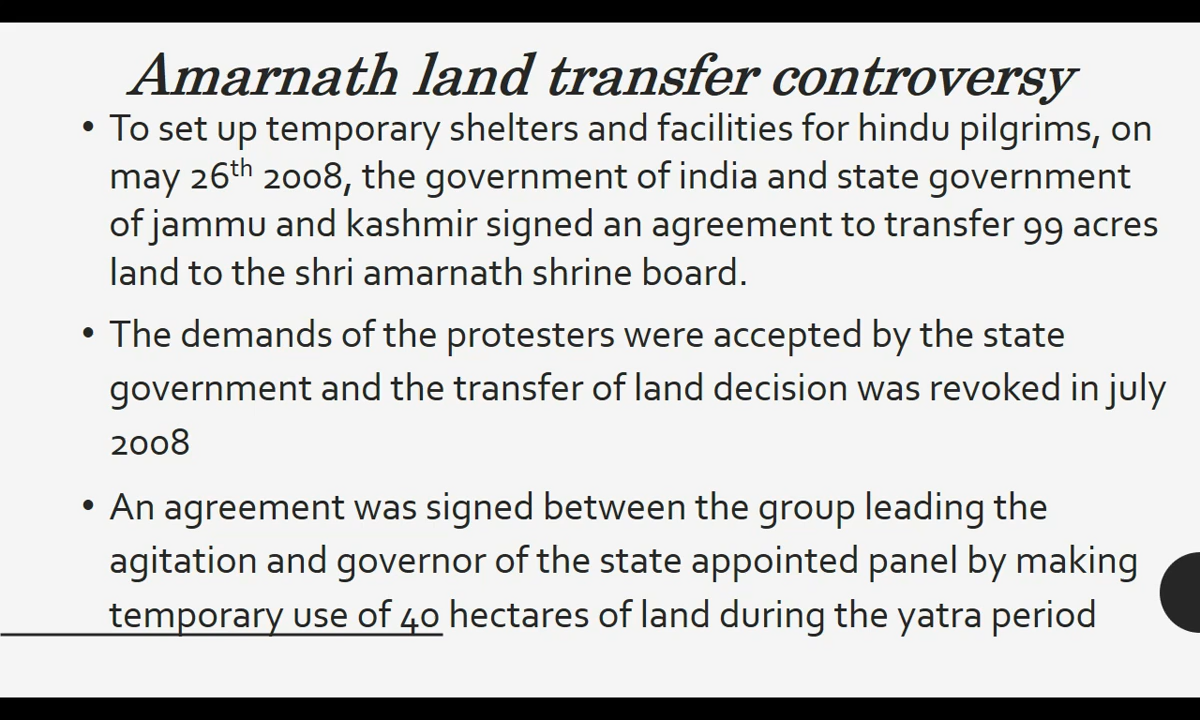 Amarnath land transfer controversy
• To set up temporary shelters and facilities for hindu pilgrims, on
may 26th 2008, the government of india and state government
of jammu and kashmir signed an agreement to transfer 99 acres
land to the shri amarnath shrine board.
• The demands of the protesters were accepted by the state
government and the transfer of land decision was revoked in july
2008
• An agreement was signed between the group leading the
agitation and governor of the state appointed panel by making
temporary use of 40 hectares of land during the yatra period